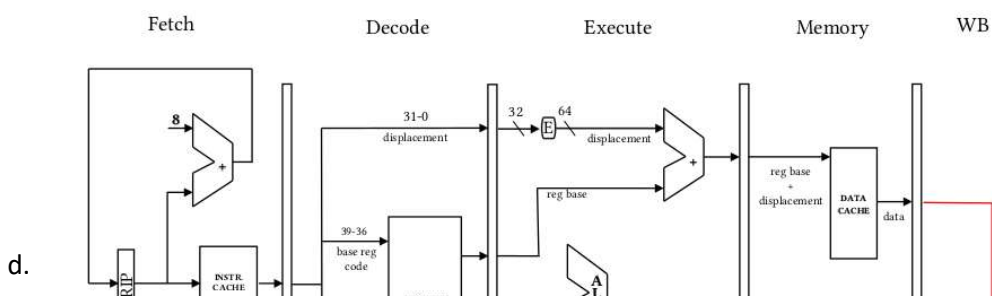 Fetch
Decode
Execute
Memory
WB
8
+
31-0
displacement
32
E
64
displacement
+
reg base
reg base
+
displacement
DATA
CACHE
data
39-36
base reg
code
d.
RIP
INSTR.
CACHE
A
L